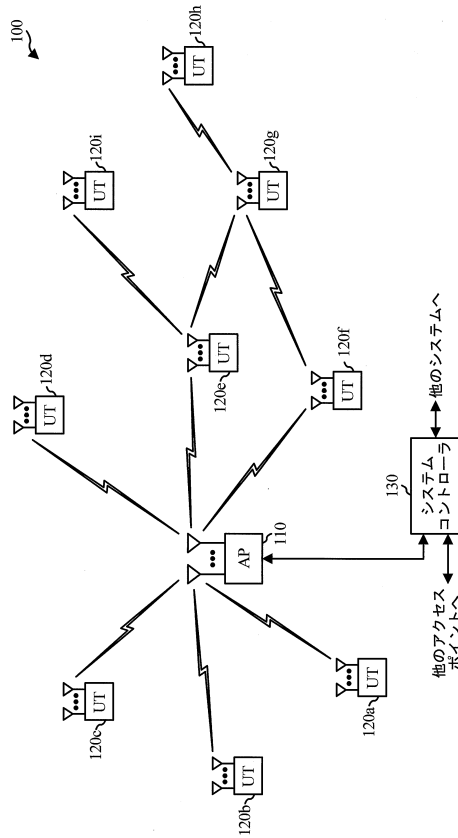 100
UT
120h
UT
120i
UT
120g
UT
120d
UT
120e
UT
120f
AP
110
UT
120c
UT
120b
UT
120a
130
システム
コントローラ
他のシステムへ
他のアクセス
ポイントへ